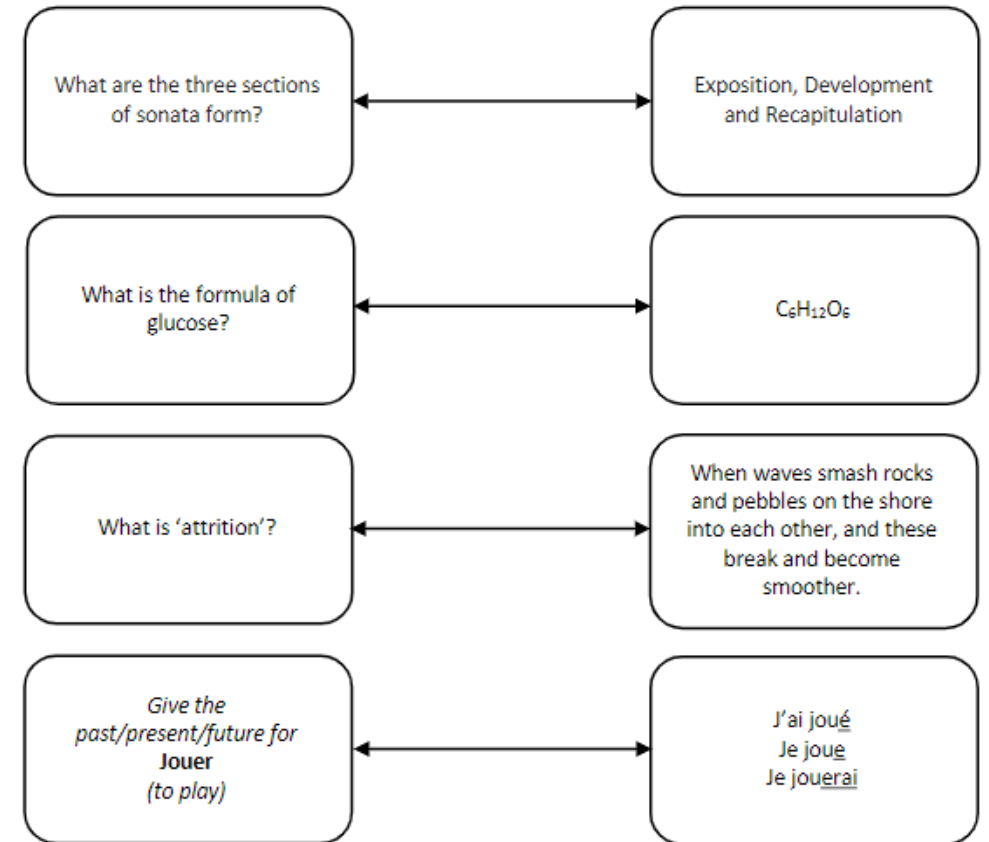 What are the three sections
of sonata form?
Exposition, Development
and Recapitulation
What is the formula of
glucose?
C₆H₁₂O₆
What is ‘attrition’?
When waves smash rocks
and pebbles on the shore
into each other, and these
break and become
smoother.
Give the
past/present/future for
Jouer
(to play)
J’ai joué
Je joue
Je jouerai